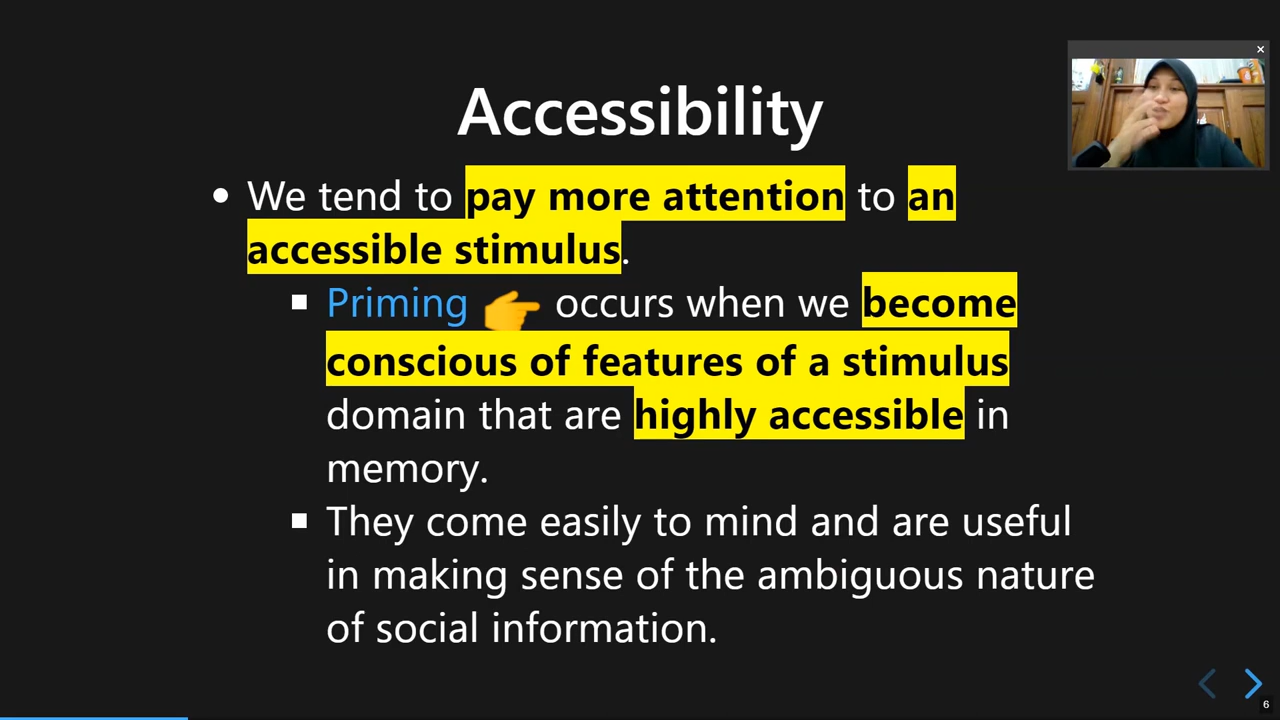 Accessibility
• We tend to pay more attention to an
accessible stimulus.
▪ Priming 👉 occurs when we become
conscious of features of a stimulus
domain that are highly accessible in
memory.
▪ They come easily to mind and are useful
in making sense of the ambiguous nature
of social information.
6